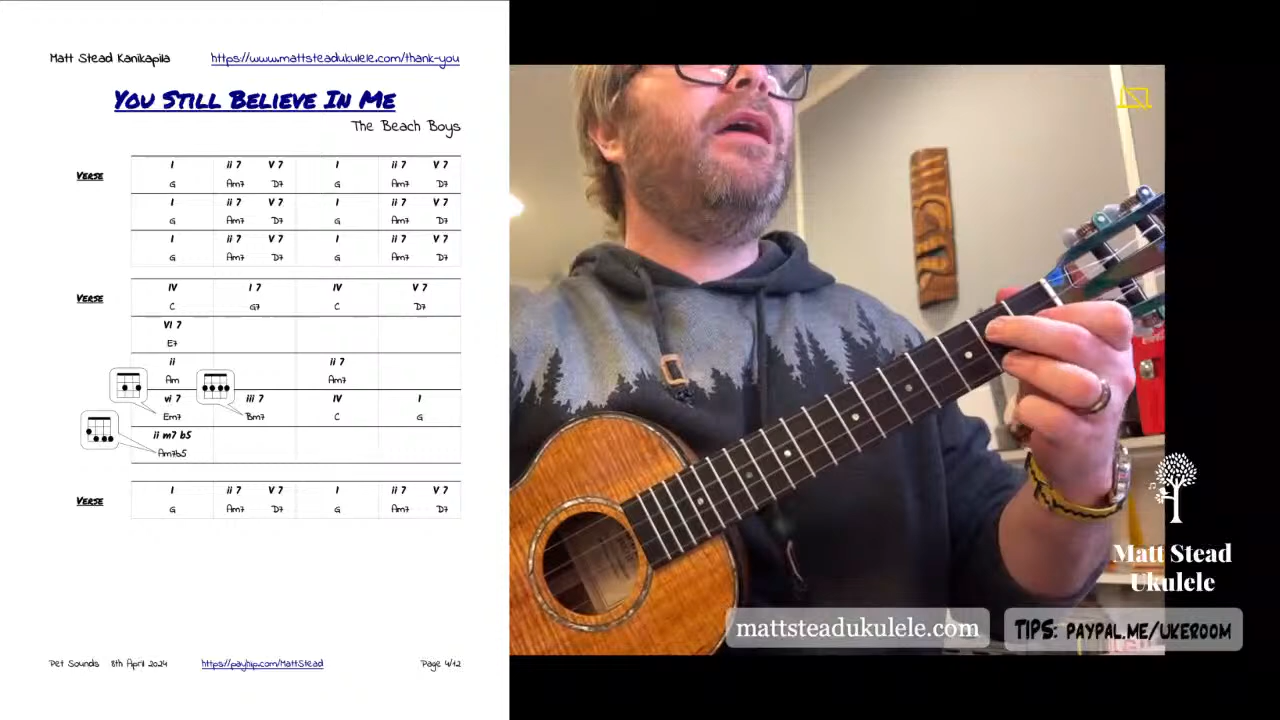 Matt Stead Kanikapila https://www.mattsteadukulele.com/thank-you
You Still Believe In Me
The Beach Boys
I ii 7 V 7 I ii 7 V 7
Verse
G Am7 D7 G Am7 D7
I ii 7 V 7 I ii 7 V 7
G Am7 D7 G Am7 D7
I ii 7 V 7 I ii 7 V 7
G Am7 D7 G Am7 D7
IV I 7 IV V 7
Verse
C G7 C D7
VI 7
E7
ii ii 7
Am Am7
vi 7 iii 7 IV I
Em7 Bm7 C G
ii m7 b5
Am7b5
I ii 7 V 7 I ii 7 V 7
Verse
G Am7 D7 G Am7 D7
Pet Sounds 8th April 2024 https://payhip.com/MattStead Page 4/12
Matt Stead
Ukulele
mattsteadukulele.com
TIPS: PAYPAL.ME/UKEROOM